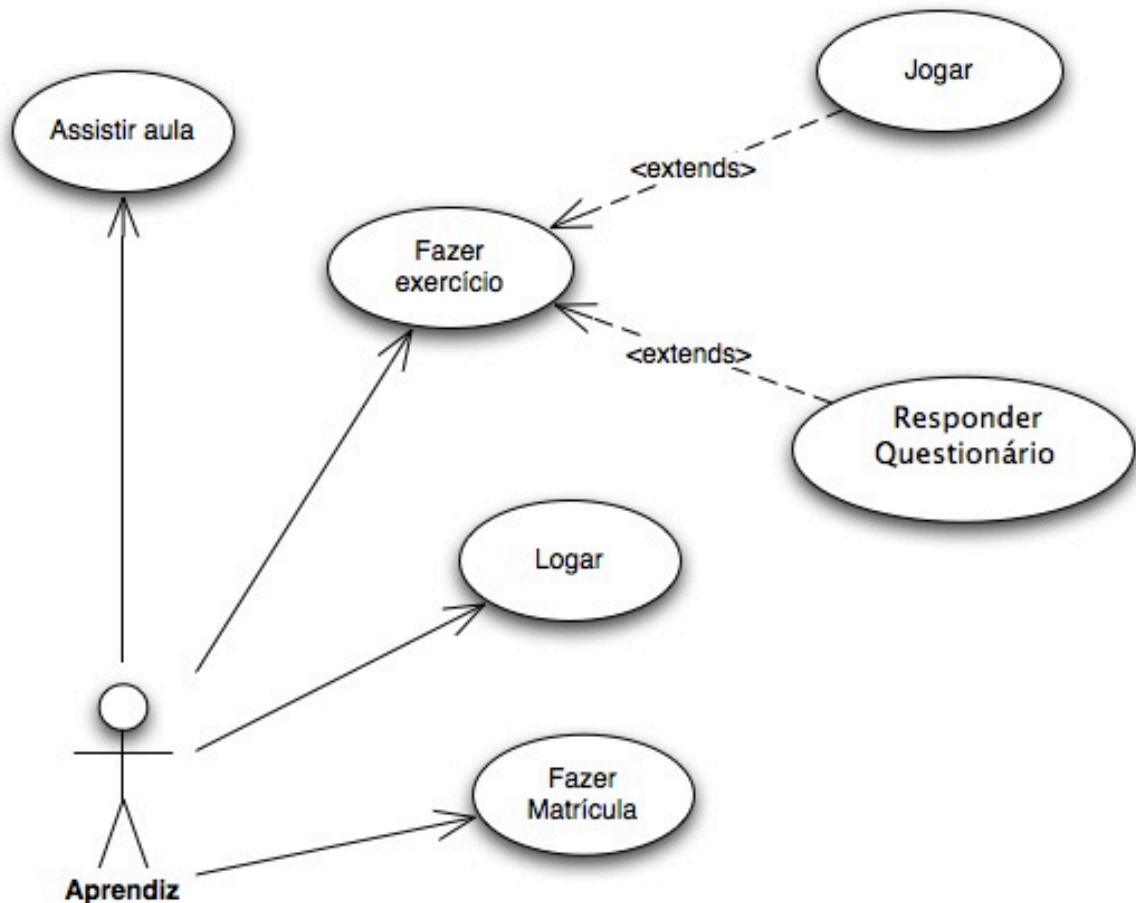 Jogar
Assistir aula
<extends>
Fazer
exercício
<extends>
Responder
Questionário
Logar
Fazer
Matrícula
Aprendiz